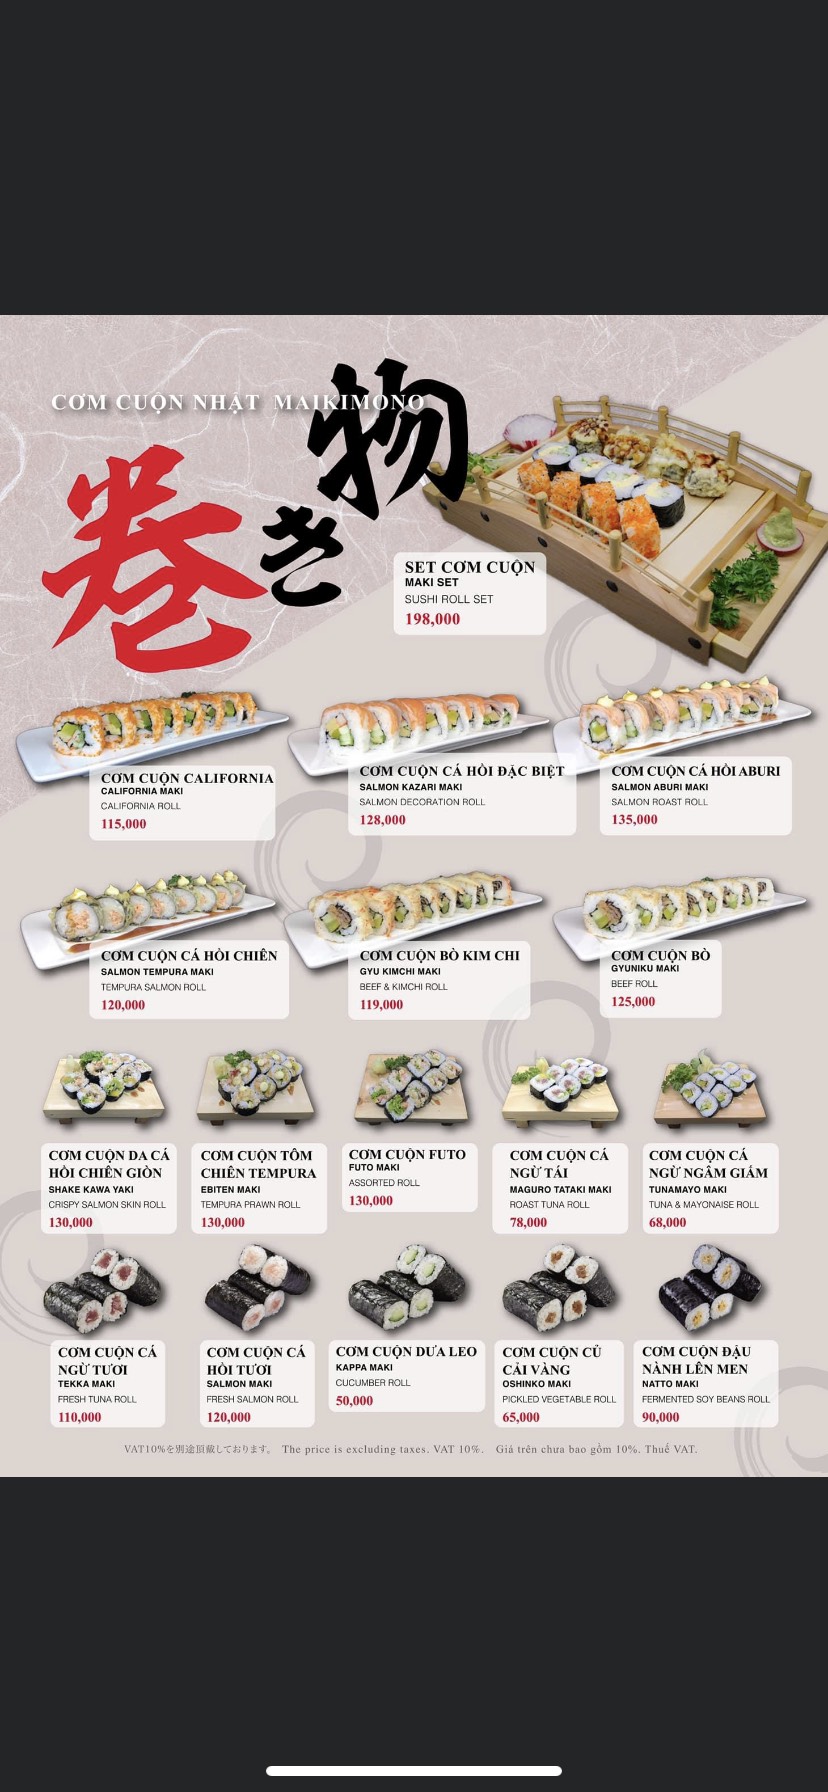 CƠM CUỘN NHẬT MAIKIMONO
巻き物
SET CƠM CUỘN
MAKI SET
SUSHI ROLL SET
198,000
CƠM CUỘN CALIFORNIA
CALIFORNIA MAKI
CALIFORNIA ROLL
115,000
CƠM CUỘN CÁ HỒI ĐẶC BIỆT
SALMON KAZARI MAKI
SALMON DECORATION ROLL
128,000
CƠM CUỘN CÁ HỒI ABURI
SALMON ABURI MAKI
SALMON ROAST ROLL
135,000
CƠM CUỘN CÁ HỒI CHIÊN
SALMON TEMPURA MAKI
TEMPURA SALMON ROLL
120,000
CƠM CUỘN BÒ KIM CHI
GYU KIMCHI MAKI
BEEF & KIMCHI ROLL
119,000
CƠM CUỘN BÒ
GYUNIKU MAKI
BEEF ROLL
125,000
CƠM CUỘN DA CÁ
HỒI CHIÊN GIÒN
SHAKE KAWA YAKI
CRISPY SALMON SKIN ROLL
130,000
CƠM CUỘN TÔM
CHIÊN TEMPURA
EBITEN MAKI
TEMPURA PRAWN ROLL
130,000
CƠM CUỘN FUTO
FUTO MAKI
ASSORTED ROLL
130,000
CƠM CUỘN CÁ
NGỪ TÁI
MAGURO TATAKI MAKI
ROAST TUNA ROLL
78,000
CƠM CUỘN CÁ
NGỪ NGÂM GIẤM
TUNAMAYO MAKI
TUNA & MAYONAISE ROLL
68,000
CƠM CUỘN CÁ
NGỪ TƯƠI
TEKKA MAKI
FRESH TUNA ROLL
110,000
CƠM CUỘN CÁ
HỒI TƯƠI
SALMON MAKI
FRESH SALMON ROLL
120,000
CƠM CUỘN DƯA LEO
KAPPA MAKI
CUCUMBER ROLL
50,000
CƠM CUỘN CỦ
CẢI VÀNG
OSHINKO MAKI
PICKLED VEGETABLE ROLL
65,000
CƠM CUỘN ĐẬU
NÀNH LÊN MEN
NATTO MAKI
FERMENTED SOY BEANS ROLL
90,000
VAT10%を別途頂戴しております。 The price is excluding taxes. VAT 10%. Giá trên chưa bao gồm 10%. Thuế VAT.